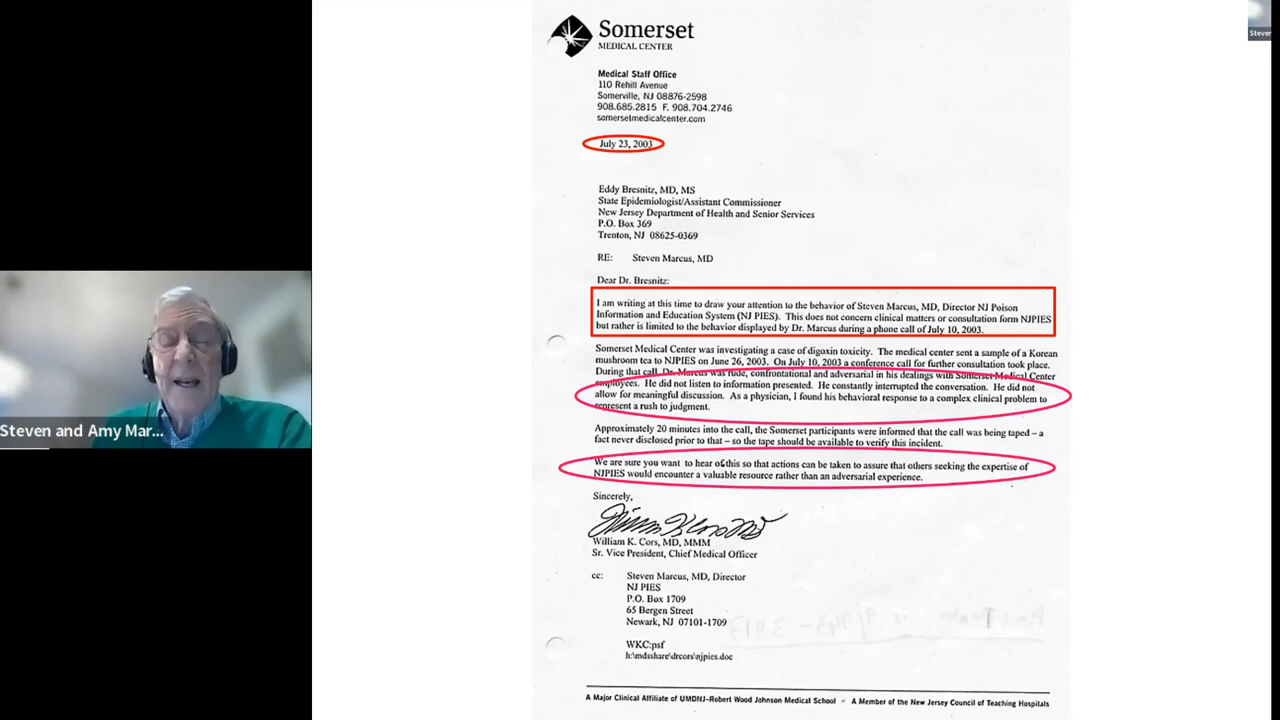 Somerset
MEDICAL CENTER
Medical Staff Office
110 Rehill Avenue
Somerville, NJ 08876-2598
908.685.2815 F. 908.704.2746
somersetmedicalcenter.com
July 23, 2003
Eddy Bresnitz, MD, MS
State Epidemiologist/Assistant Commissioner
New Jersey Department of Health and Senior Services
P.O. Box 369
Trenton, NJ 08625-0369
RE: Steven Marcus, MD
Dear Dr. Bresnitz:
I am writing at this time to draw your attention to the behavior of Steven Marcus, MD, Director NJ Poison
Information and Education System (NJ PIES). This does not concern clinical matters or consultation form NJPIES
but rather is limited to the behavior displayed by Dr. Marcus during a phone call of July 10, 2003.
Somerset Medical Center was investigating a case of digoxin toxicity. The medical center sent a sample of a Korean
mushroom tea to NJPIES on June 26, 2003. On July 10, 2003 a conference call for further consultation took place.
During that call, Dr. Marcus was rude, confrontational and adversarial in his dealings with Somerset Medical Center
employees. He did not listen to information presented. He constantly interrupted the conversation. He did not
allow for meaningful discussion. As a physician, I found his behavioral response to a complex clinical problem to
represent a rush to judgment.
Approximately 20 minutes into the call, the Somerset participants were informed that the call was being taped – a
fact never disclosed prior to that – so the tape should be available to verify this incident.
We are sure you want to hear of this so that actions can be taken to assure that others seeking the expertise of
NJPIES would encounter a valuable resource rather than an adversarial experience.
Sincerely,
William K. Cors, MD, MMM
Sr. Vice President, Chief Medical Officer
cc: Steven Marcus, MD, Director
NJ PIES
P.O. Box 1709
65 Bergen Street
Newark, NJ 07101-1709
WKC:psf
h:\mdsshare\drcors\njpies.doc
A Major Clinical Affiliate of UMDNJ-Robert Wood Johnson Medical School A Member of the New Jersey Council of Teaching Hospitals
Steven and Amy Mar...
Steven